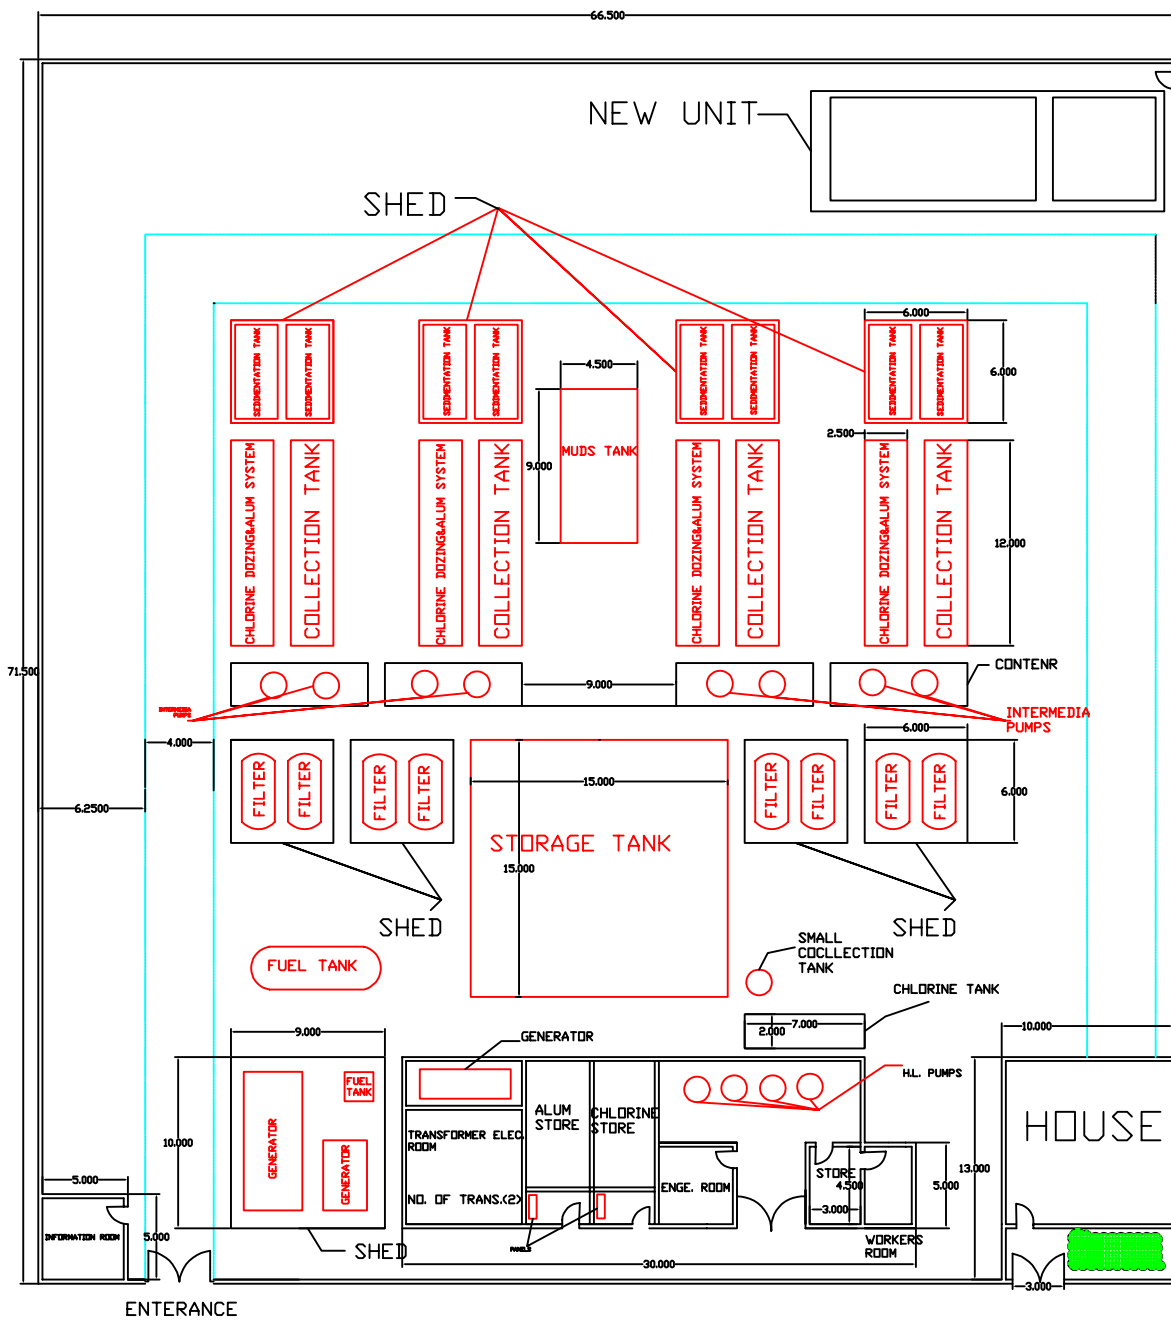 66.500
NEW UNIT
SHED
6.000
SEDIMENTATION TANK
SEDIMENTATION TANK
SEDIMENTATION TANK
SEDIMENTATION TANK
SEDIMENTATION TANK
SEDIMENTATION TANK
SEDIMENTATION TANK
SEDIMENTATION TANK
4.500
6.000
2.500
MUDS TANK
9.000
CHLORINE DOZING&ALUM SYSTEM
COLLECTION TANK
CHLORINE DOZING&ALUM SYSTEM
COLLECTION TANK
CHLORINE DOZING&ALUM SYSTEM
COLLECTION TANK
CHLORINE DOZING&ALUM SYSTEM
COLLECTION TANK
12.000
71.500
CONTENR
9.000
INTERMEDIA
PUMPS
INTERMEDIA
PUMPS
4.000
6.000
FILTER
FILTER
FILTER
FILTER
15.000
FILTER
FILTER
FILTER
FILTER
6.000
6.2500
STORAGE TANK
15.000
SHED
SHED
SMALL
COCLLECTION
TANK
FUEL TANK
CHLORINE TANK
9.000
2.000
7.000
10.000
GENERATOR
H.L. PUMPS
FUEL
TANK
GENERATOR
GENERATOR
10.000
ALUM
STORE
CHLORINE
STORE
TRANSFORMER ELEC.
ROOM
NO. OF TRANS.(2)
HOUSE
13.000
ENGE. ROOM
STORE
4.500
5.000
3.000
5.000
5.000
INFORMATION ROOM
SHED
PANELS
WORKERS
ROOM
30.000
3.000
ENTERANCE